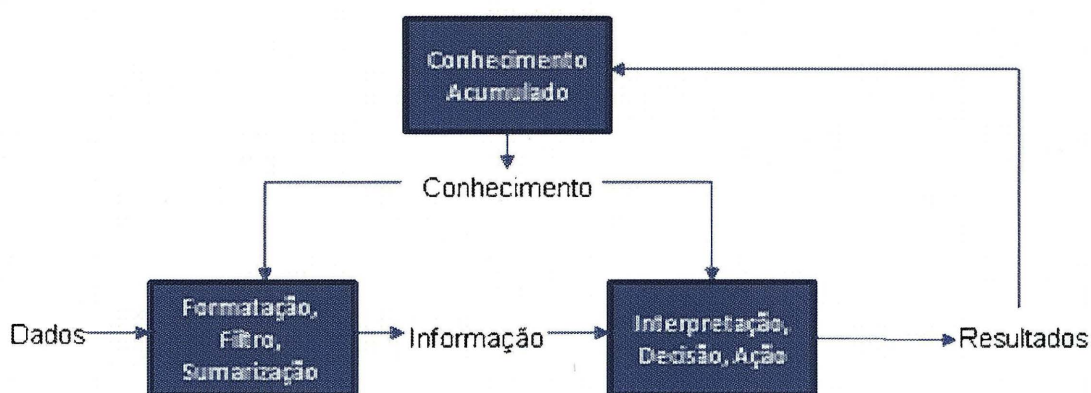 Conhecimento
Acumulado
Conhecimento
Dados
Formatação,
Filtro,
Sumarização
Informação
Interpretação,
Decisão, Ação
Resultados